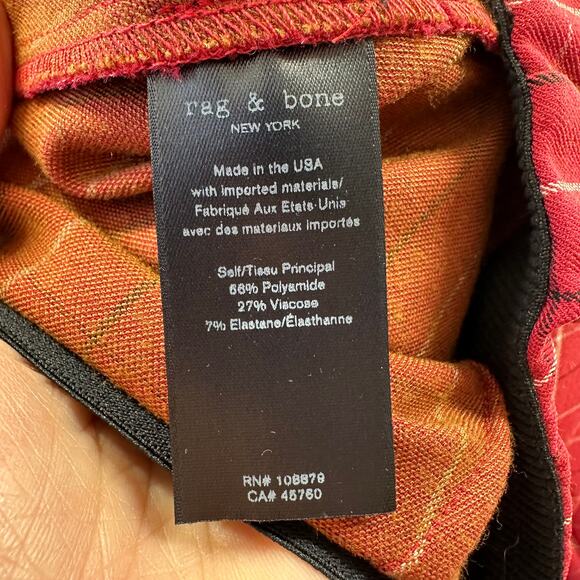 rag & bone
NEW YORK
Made in the USA
with imported materials/
Fabriqué Aux Etats-Unis
avec des materiaux importés
Self/Tissu Principal
66% Polyamide
27% Viscose
7% Elastane/Élasthanne
RN# 106879
CA# 45760